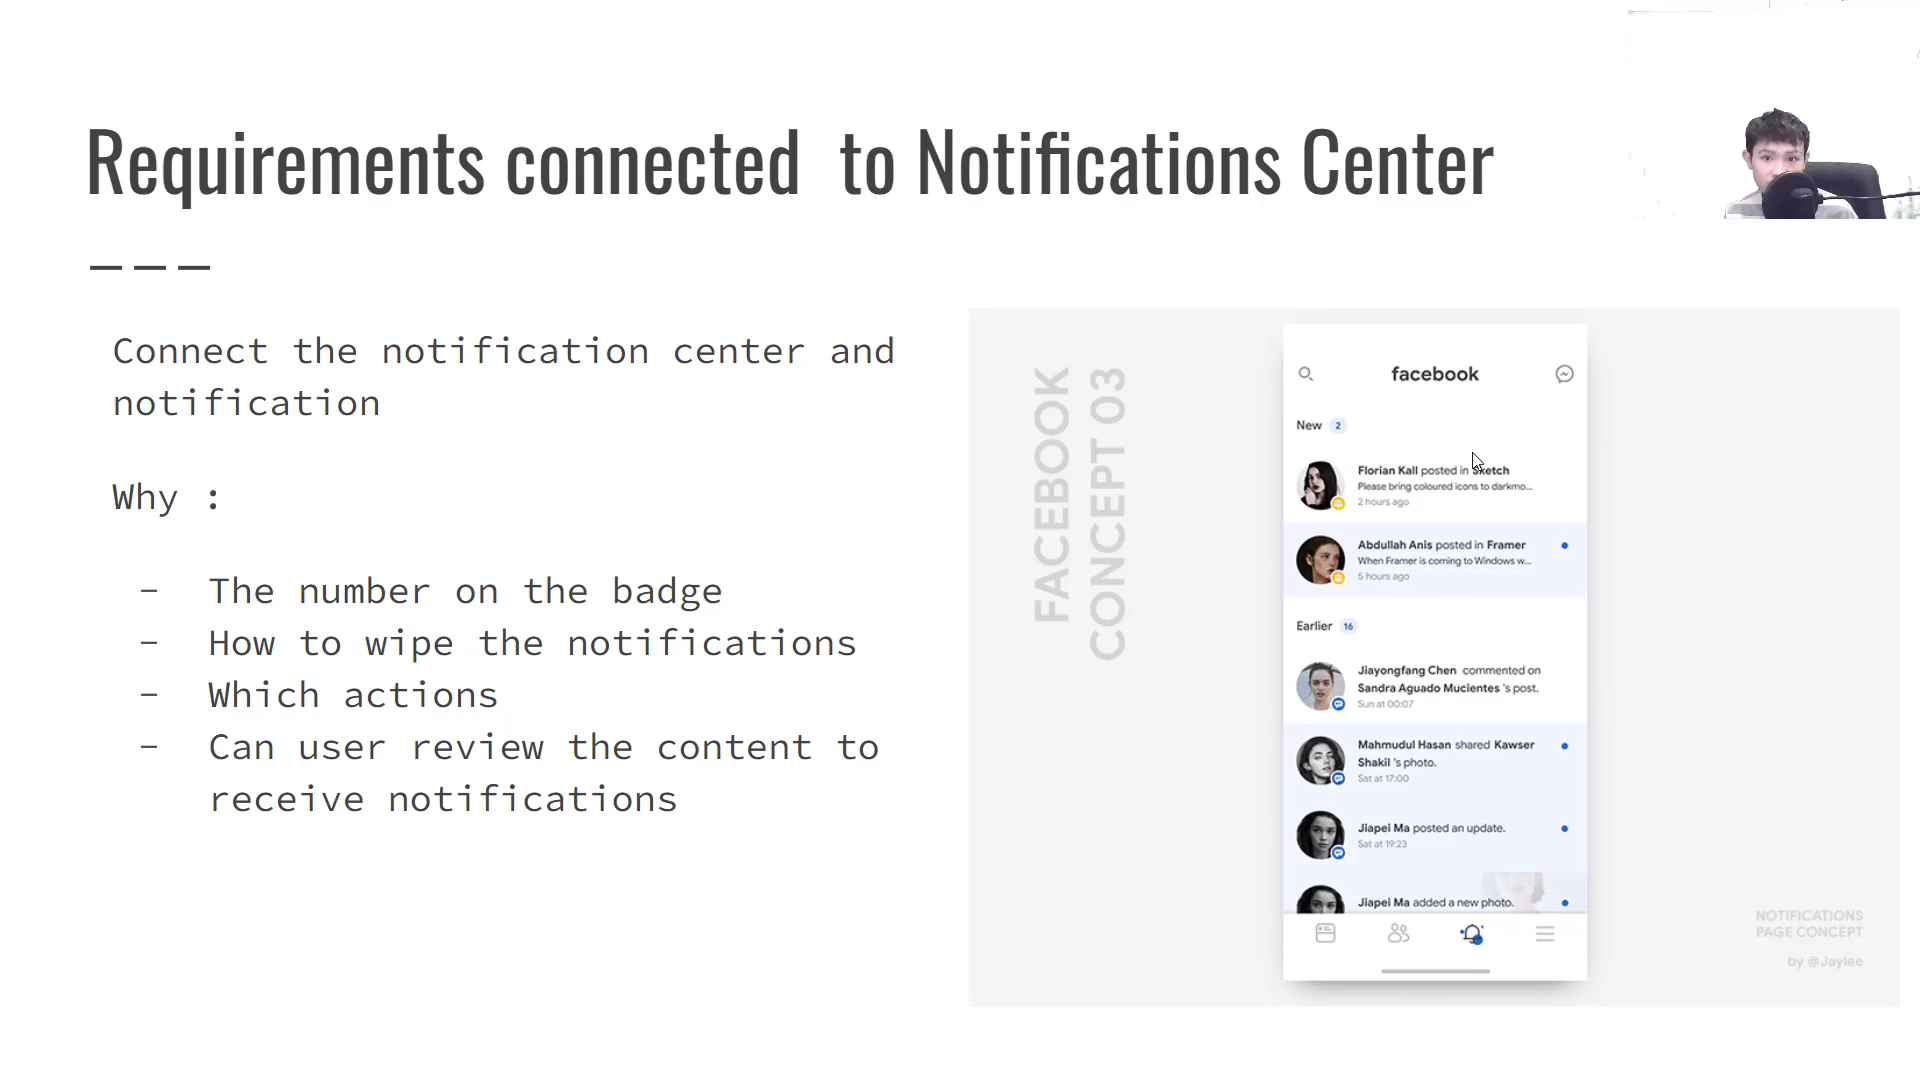 Requirements connected  to Notifications Center
Connect the notification center and
notification
Why :
- The number on the badge
- How to wipe the notifications
- Which actions
- Can user review the content to
receive notifications
FACEBOOK
CONCEPT 03
facebook
New 2
Florian Kall posted in Sketch
Please bring coloured icons to darkmo...
2 hours ago
Abdullah Anis posted in Framer
When Framer is coming to Windows w...
5 hours ago
Earlier 16
Jiayongfang Chen commented on
Sandra Aguado Mucientes 's post.
Sun at 00:07
Mahmudul Hasan shared Kawser
Shakil 's photo.
Sat at 17:00
Jiapei Ma posted an update.
Sat at 19:23
Jiapei Ma added a new photo.
NOTIFICATIONS
PAGE CONCEPT
by @Jaylee